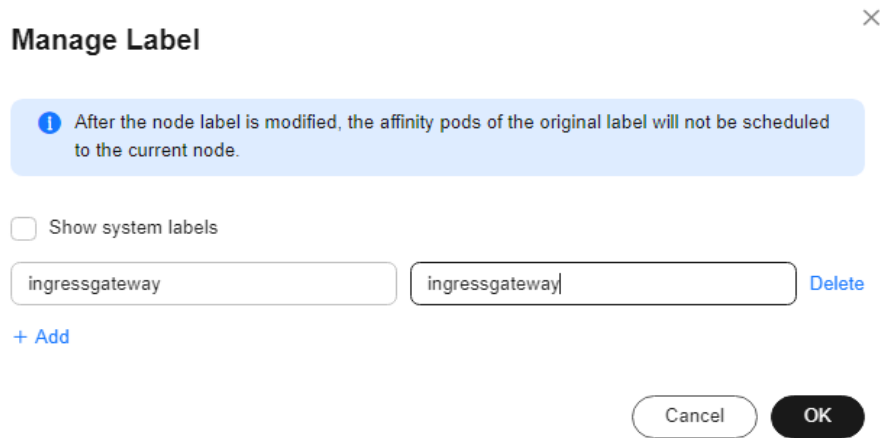 Manage Label
After the node label is modified, the affinity pods of the original label will not be scheduled
to the current node.
Show system labels
ingressgateway ingressgateway Delete
+ Add
Cancel OK